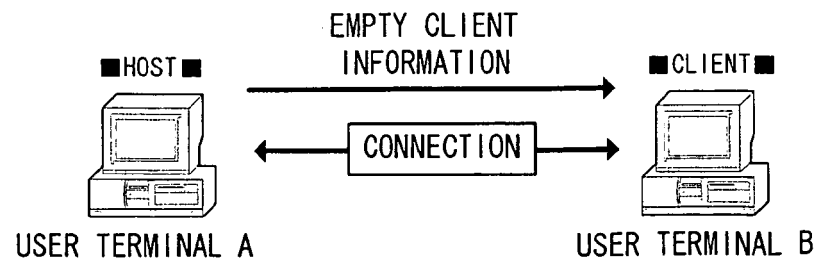 EMPTY CLIENT
INFORMATION
■HOST■
■CLIENT■
CONNECTION
USER TERMINAL A
USER TERMINAL B